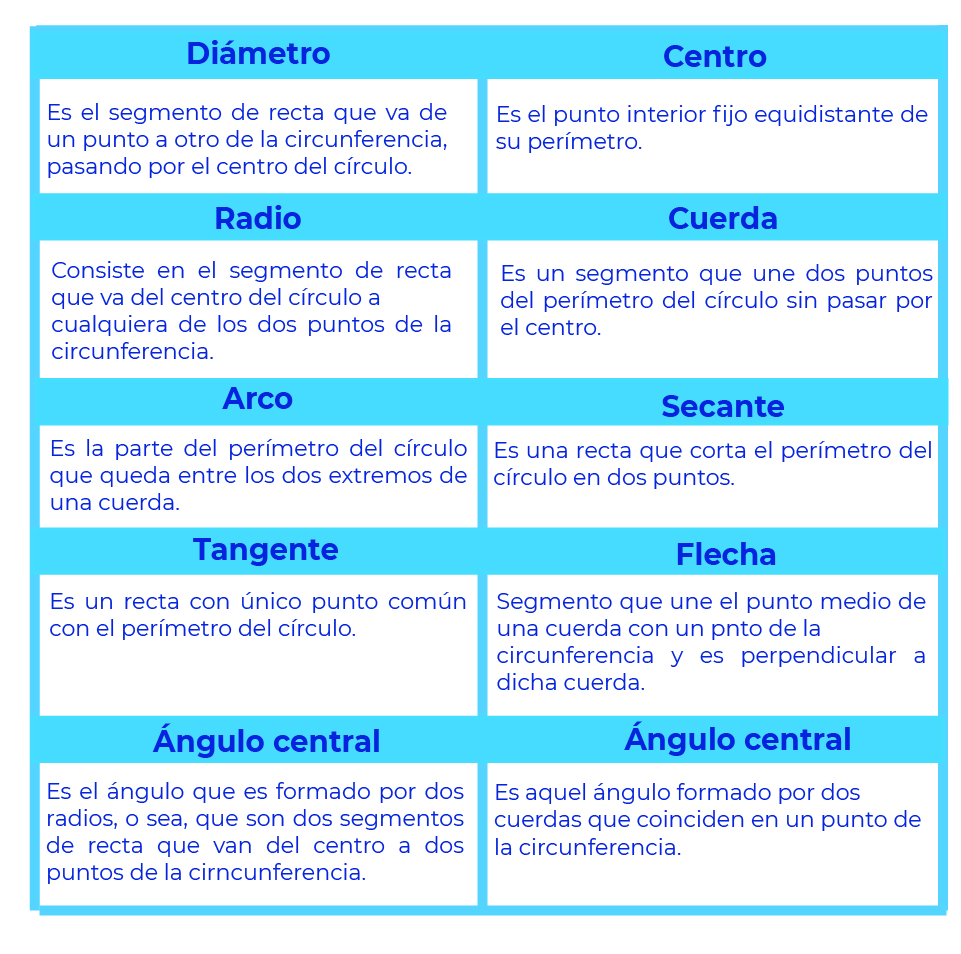 Diámetro
Es el segmento de recta que va de
un punto a otro de la circunferencia,
pasando por el centro del círculo.
Centro
Es el punto interior fijo equidistante de
su perímetro.
Radio
Consiste en el segmento de recta
que va del centro del círculo a
cualquiera de los dos puntos de la
circunferencia.
Cuerda
Es un segmento que une dos puntos
del perímetro del círculo sin pasar por
el centro.
Arco
Es la parte del perímetro del círculo
que queda entre los dos extremos de
una cuerda.
Secante
Es una recta que corta el perímetro del
círculo en dos puntos.
Tangente
Es un recta con único punto común
con el perímetro del círculo.
Flecha
Segmento que une el punto medio de
una cuerda con un pnto de la
circunferencia y es perpendicular a
dicha cuerda.
Ángulo central
Es el ángulo que es formado por dos
radios, o sea, que son dos segmentos
de recta que van del centro a dos
puntos de la cirncunferencia.
Ángulo central
Es aquel ángulo formado por dos
cuerdas que coinciden en un punto de
la circunferencia.